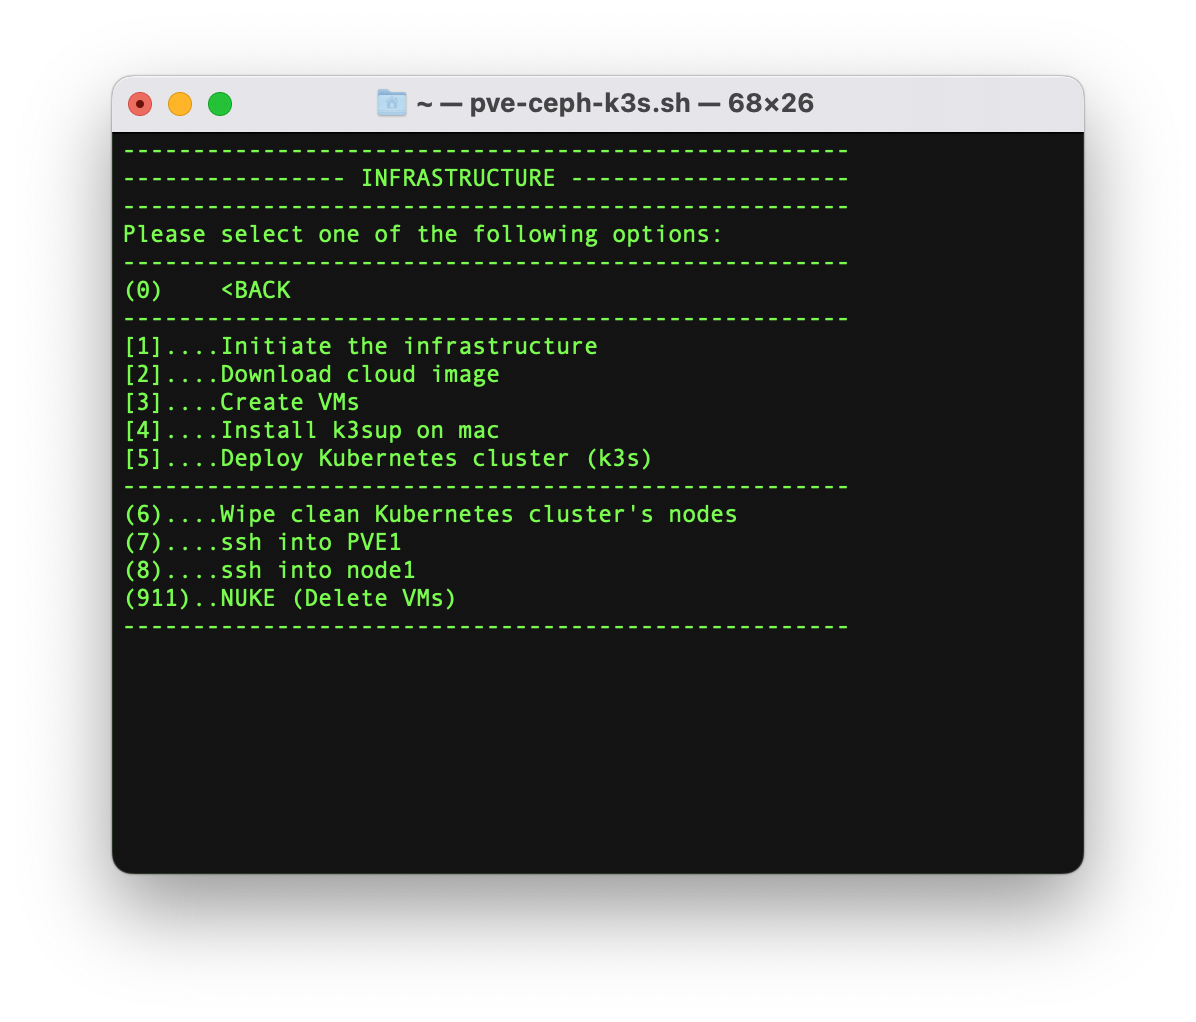 ~ — pve-ceph-k3s.sh — 68×26
----------------------------------------------------
---------------- INFRASTRUCTURE --------------------
----------------------------------------------------
Please select one of the following options:
----------------------------------------------------
(0)    <BACK
----------------------------------------------------
[1]....Initiate the infrastructure
[2]....Download cloud image
[3]....Create VMs
[4]....Install k3sup on mac
[5]....Deploy Kubernetes cluster (k3s)
----------------------------------------------------
(6)....Wipe clean Kubernetes cluster's nodes
(7)....ssh into PVE1
(8)....ssh into node1
(911)..NUKE (Delete VMs)
----------------------------------------------------